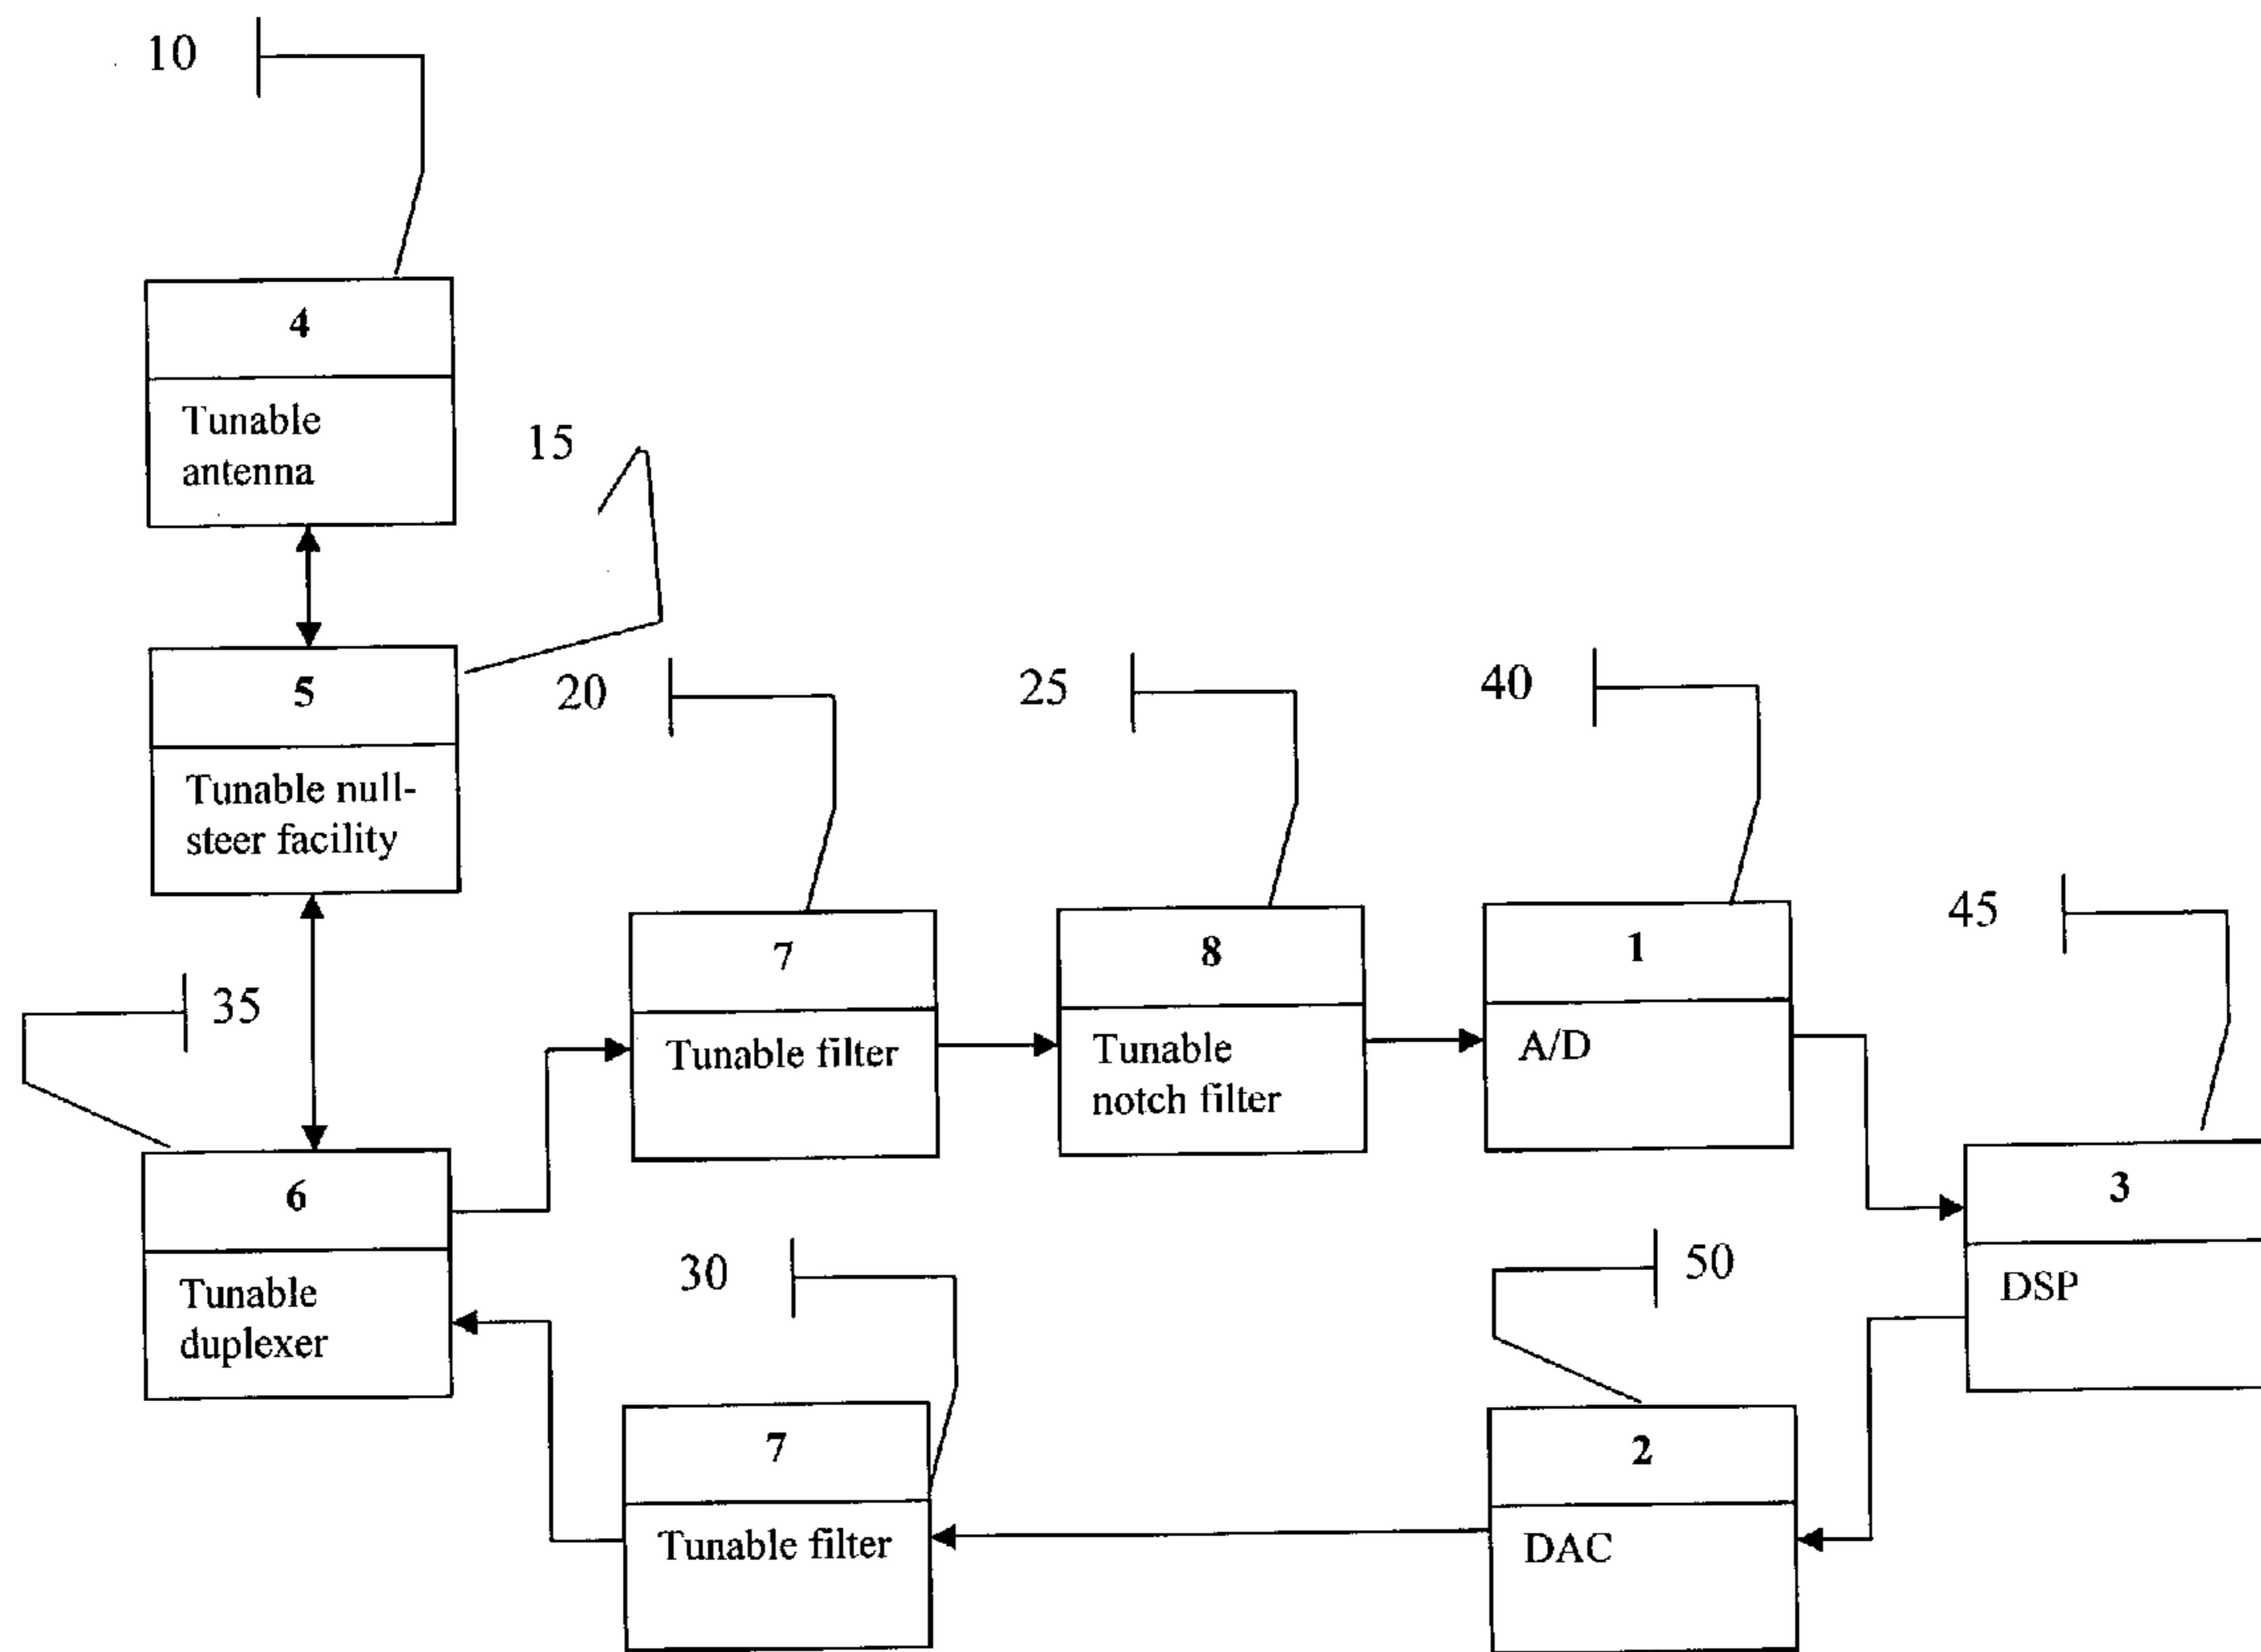 10
4
Tunable
antenna
15
5
Tunable null-
steer facility
20
25
40
45
35
7
Tunable filter
8
Tunable
notch filter
1
A/D
6
Tunable
duplexer
3
DSP
30
50
7
Tunable filter
2
DAC